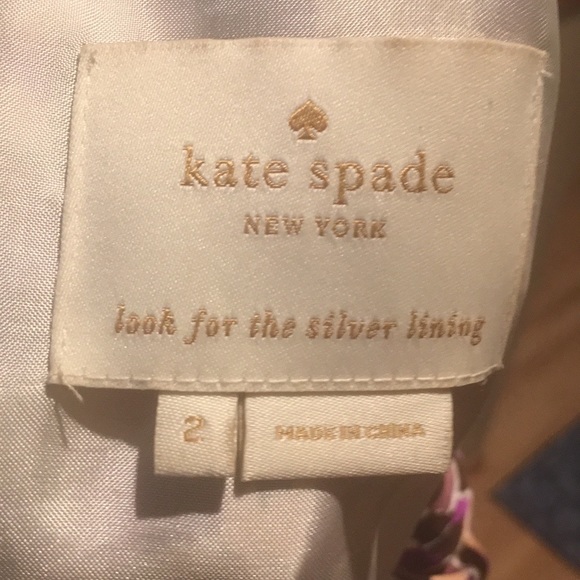 kate spade
NEW YORK
look for the silver lining
2
MADE IN CHINA